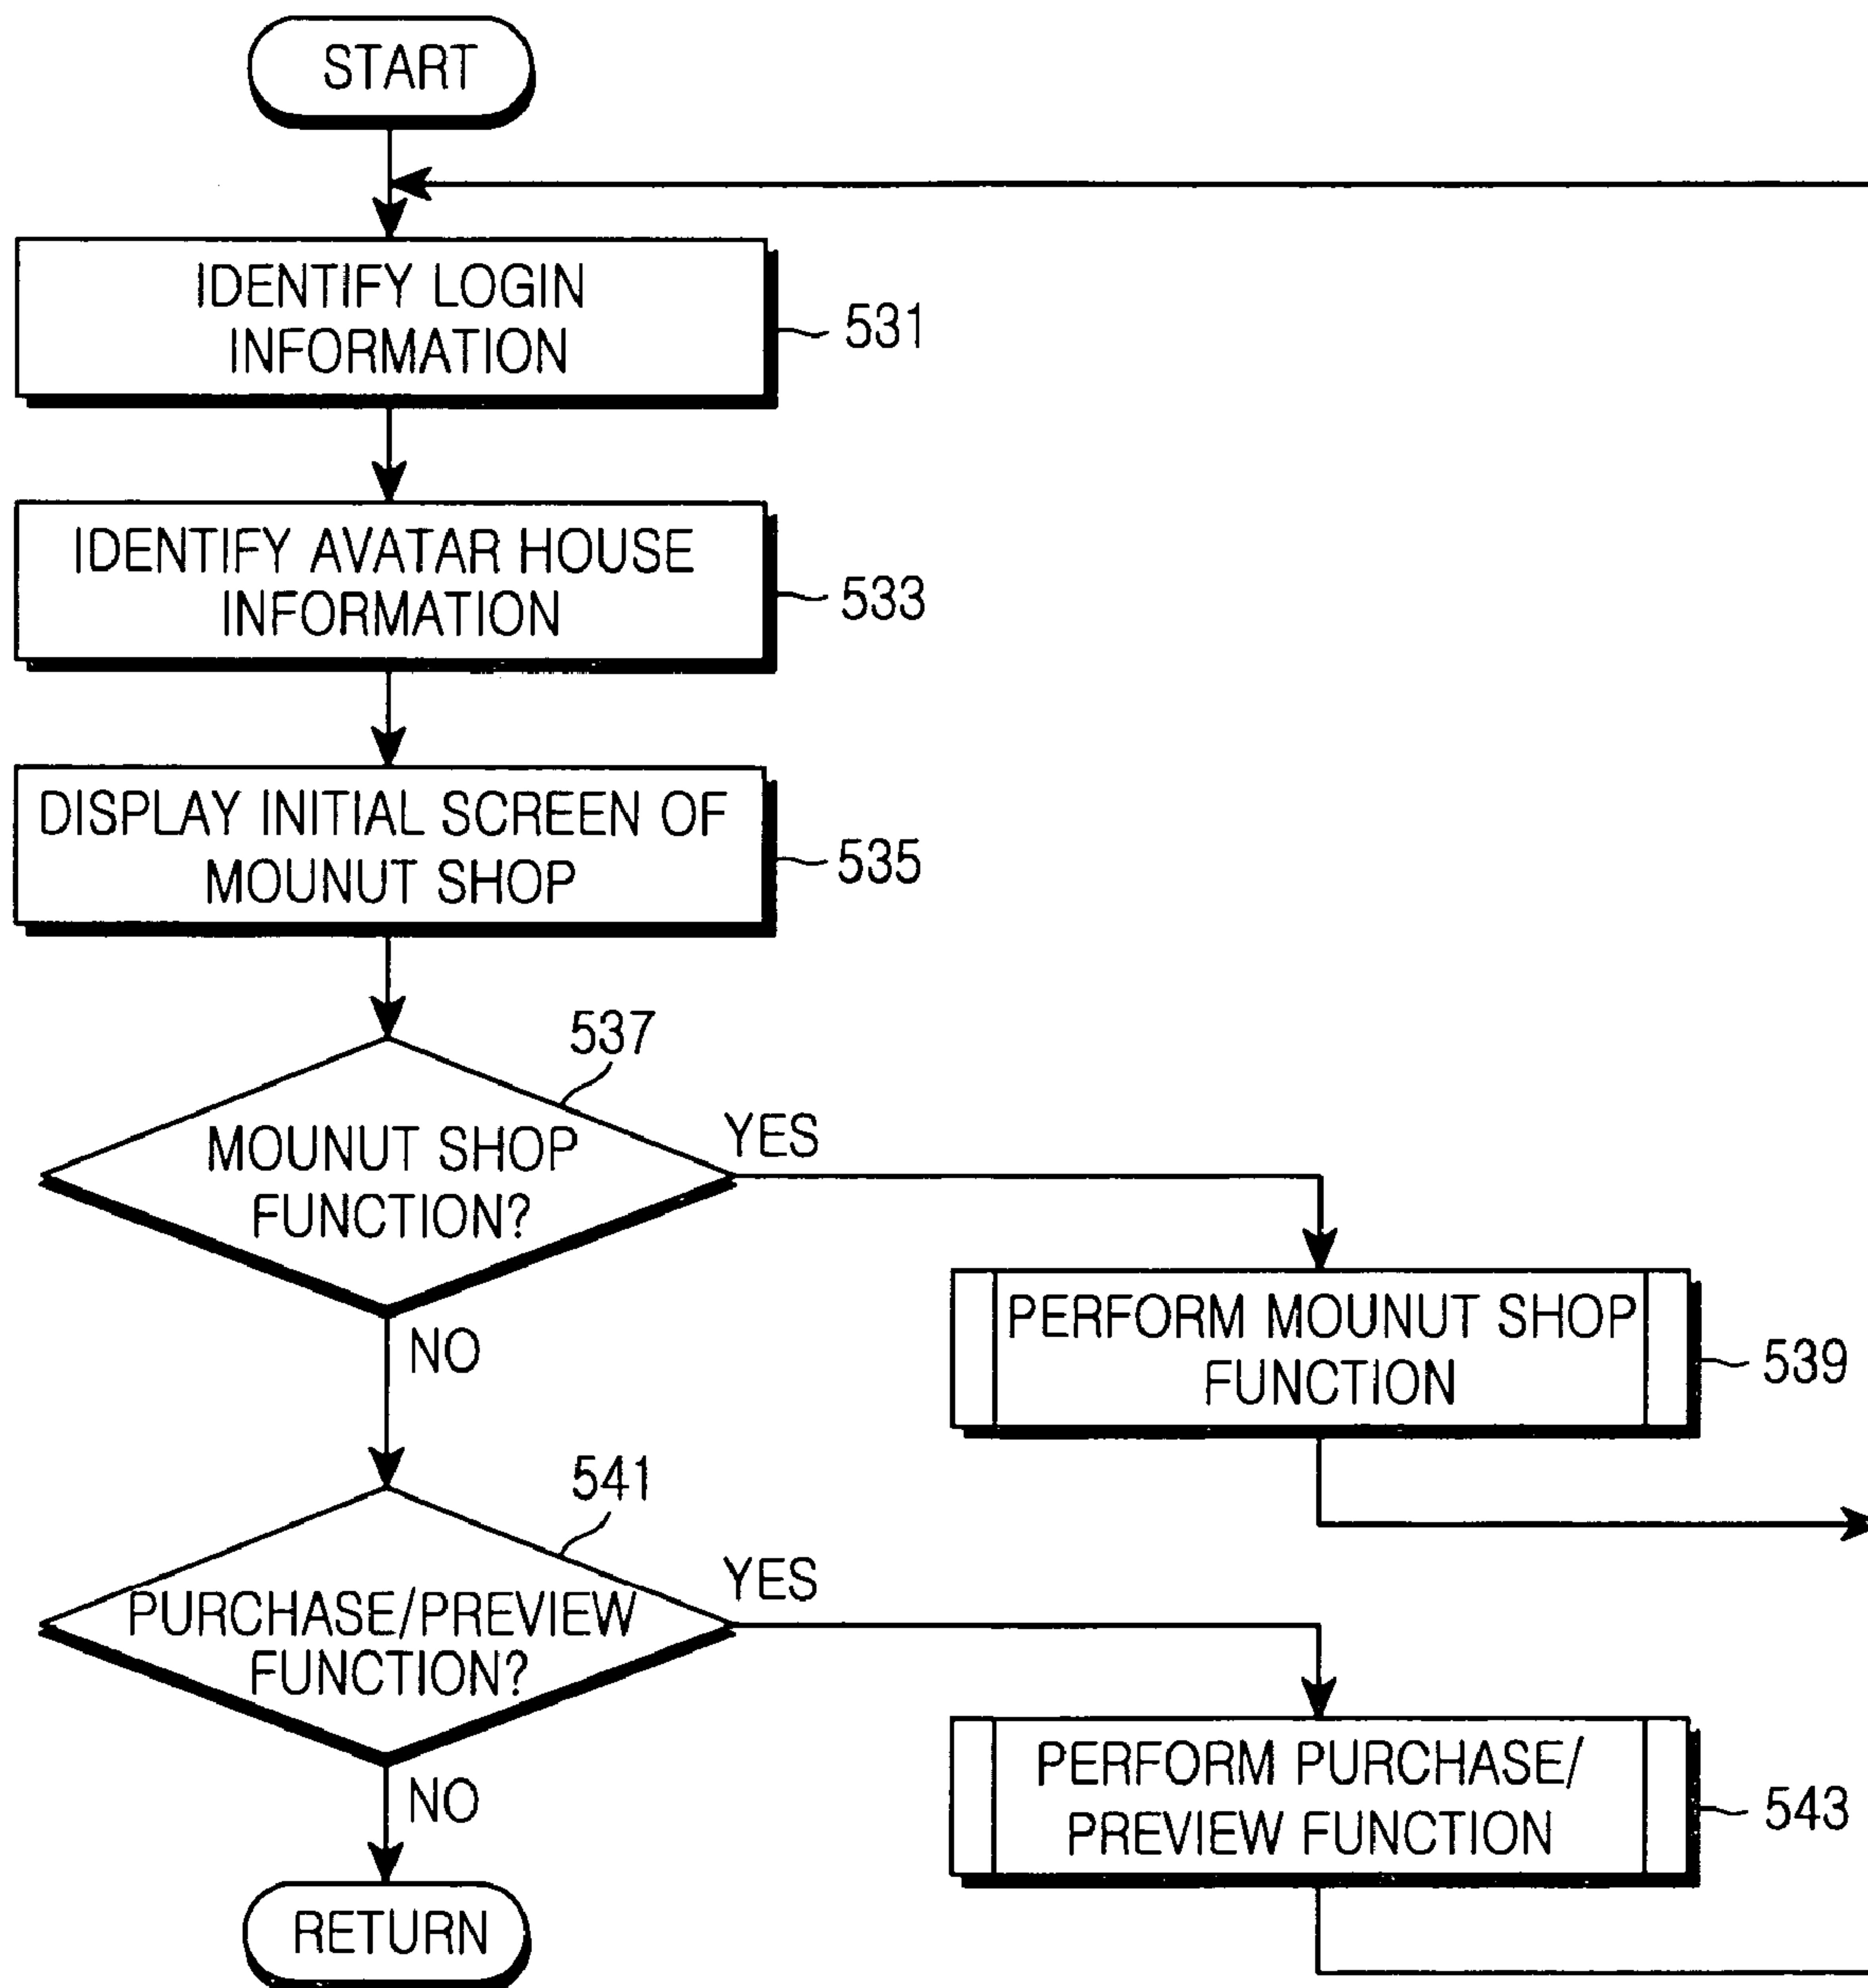 START
IDENTIFY LOGIN
INFORMATION
531
IDENTIFY AVATAR HOUSE
INFORMATION
533
DISPLAY INITIAL SCREEN OF
MOUNUT SHOP
535
537
MOUNUT SHOP
FUNCTION?
YES
NO
PERFORM MOUNUT SHOP
FUNCTION
539
541
PURCHASE/PREVIEW
FUNCTION?
YES
NO
PERFORM PURCHASE/
PREVIEW FUNCTION
543
RETURN